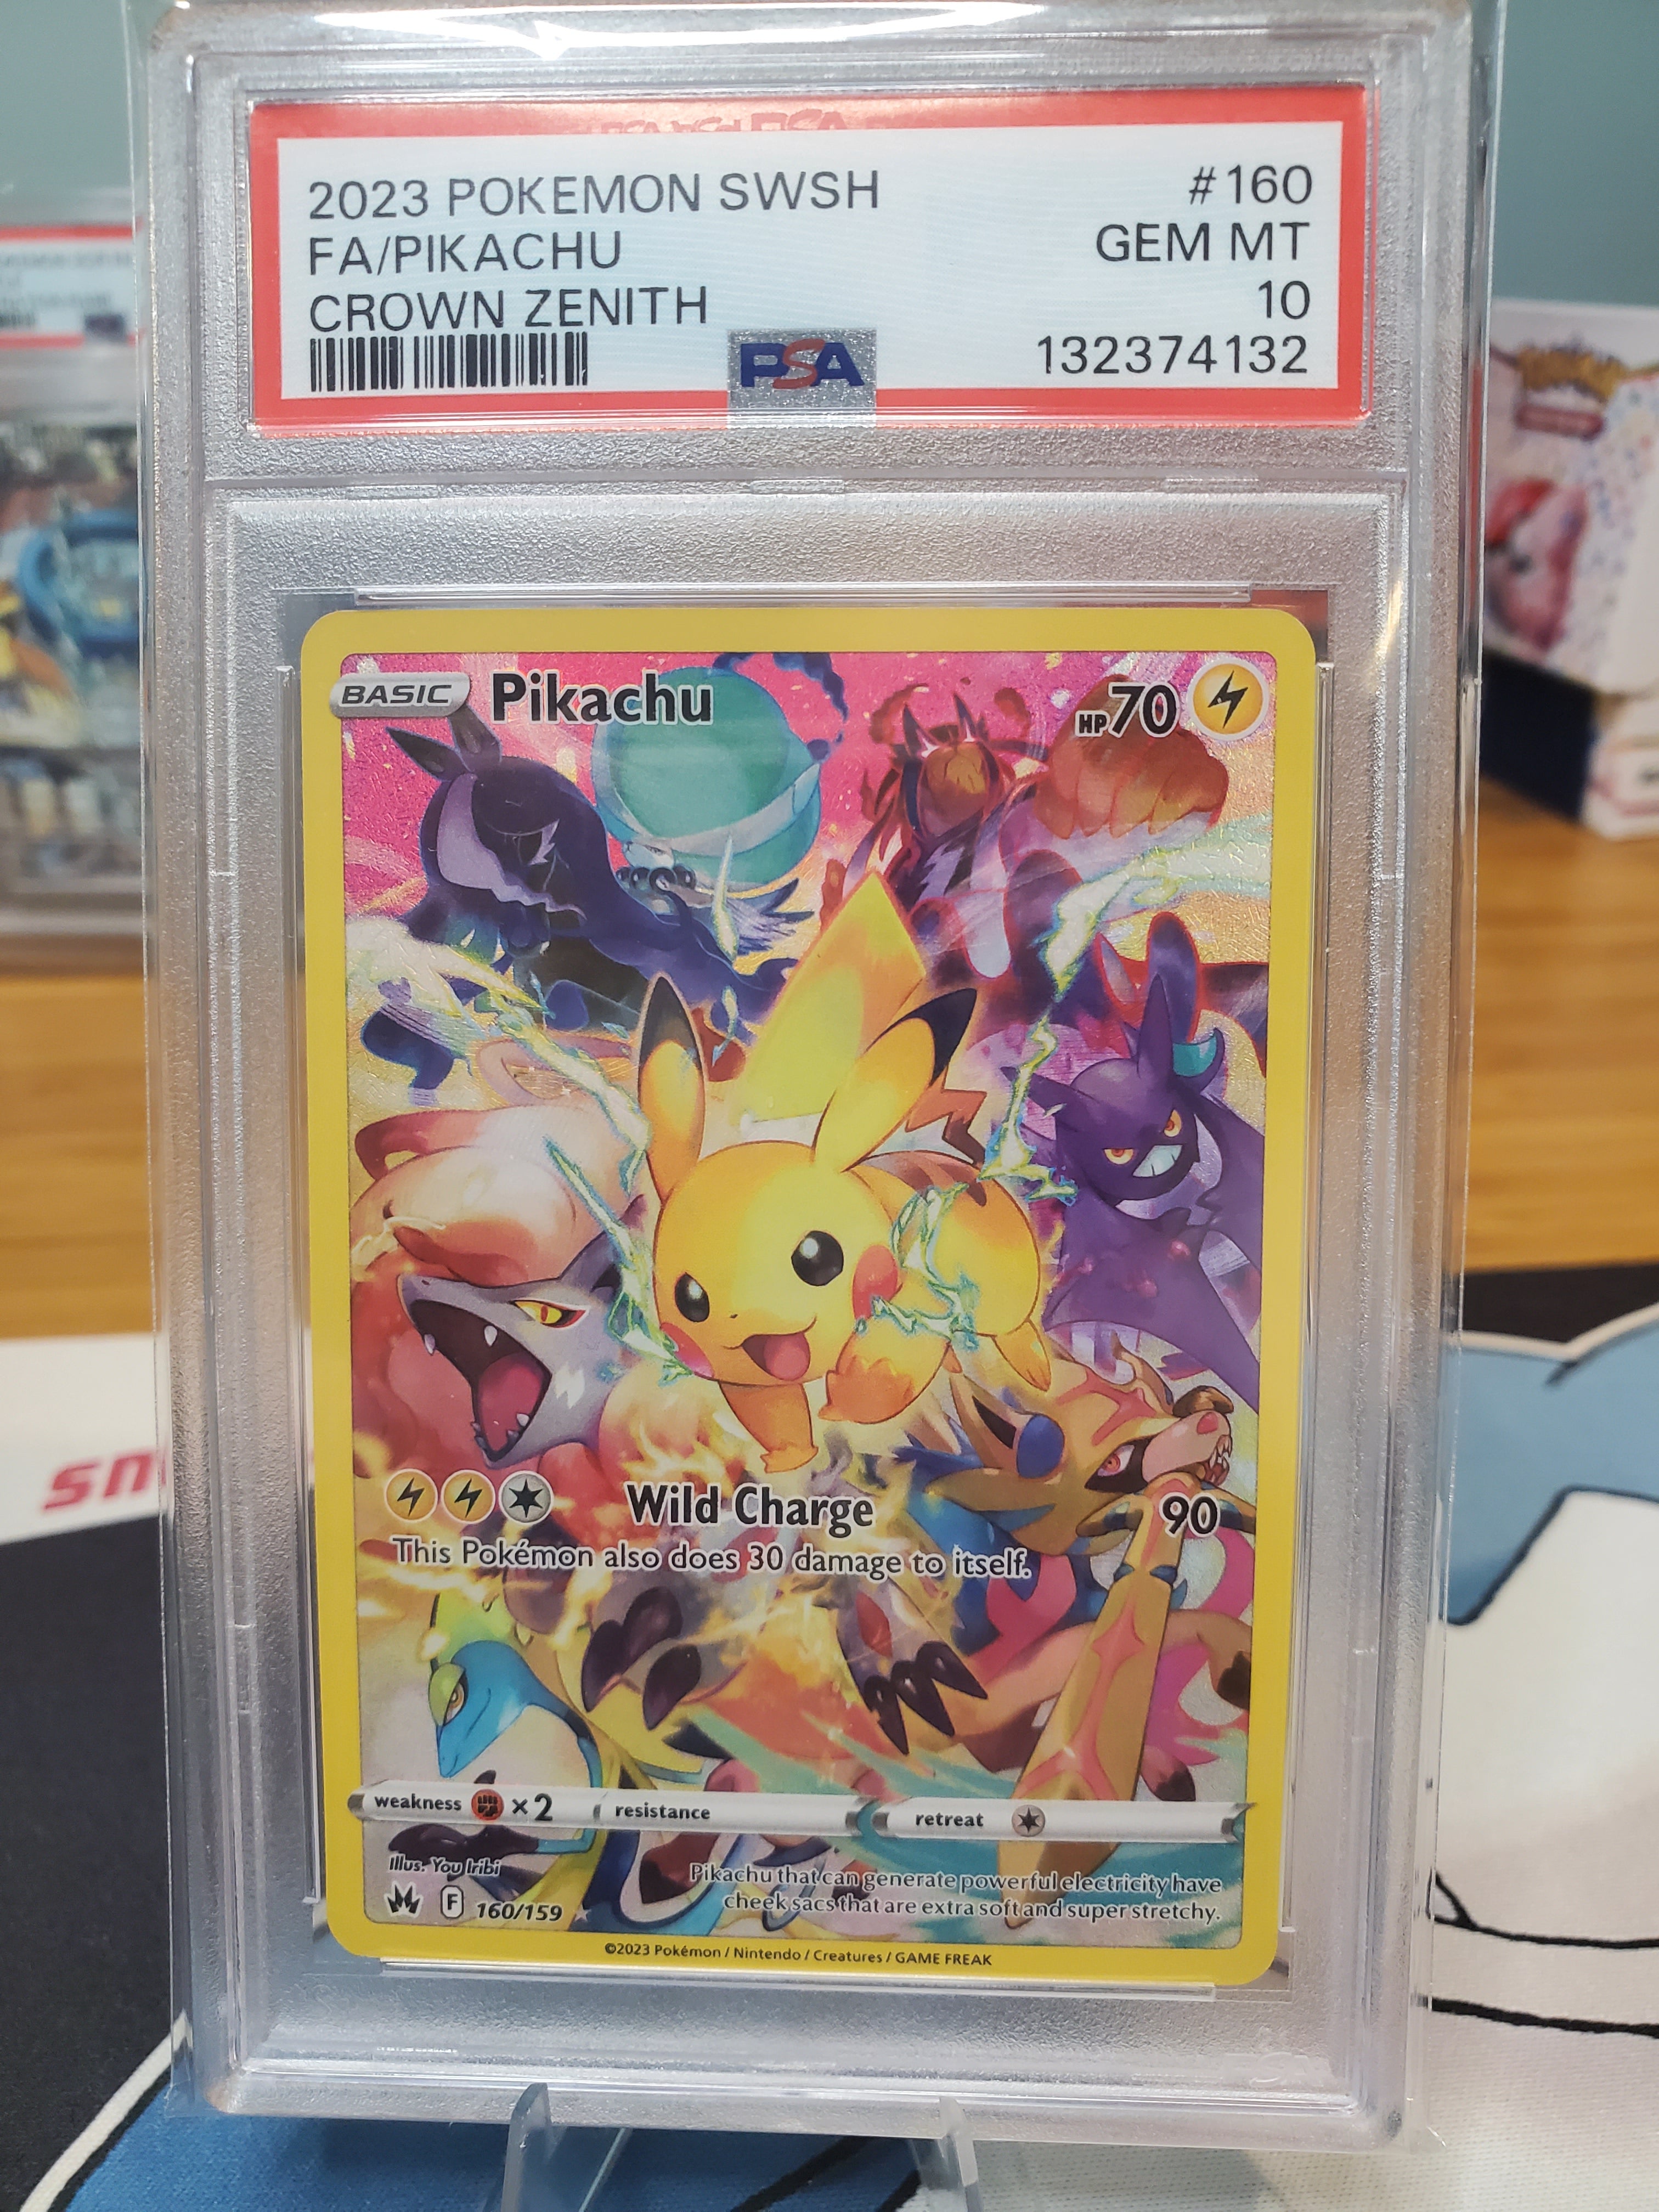 2023 POKEMON SWSH #160
FA/PIKACHU GEM MT
CROWN ZENITH 10
PSA 132374132
BASIC Pikachu HP 70
Wild Charge 90
This Pokémon also does 30 damage to itself.
weakness ×2 resistance retreat
Illus. You Iribi
Pikachu that can generate powerful electricity have
cheek sacs that are extra soft and super stretchy.
F 160/159
©2023 Pokémon / Nintendo / Creatures / GAME FREAK